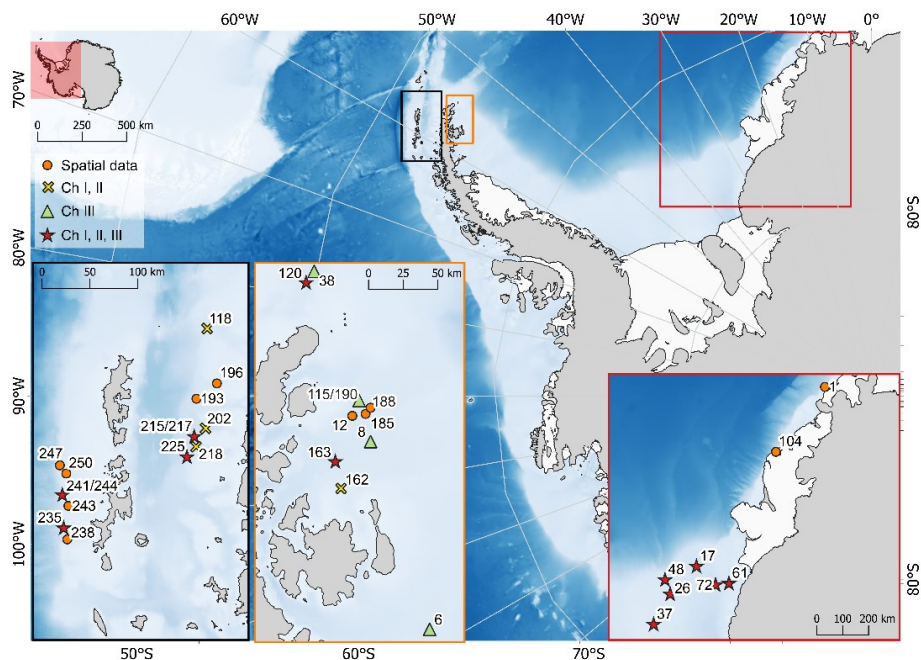 60°W
50°W
40°W
30°W
20°W
10°W
0°
70°W
0 250 500 km
Spatial data
Ch I, II
Ch III
Ch I, II, III
80°W
80°S
0 50 100 km
118
196
193
202
215/217
225
218
247
250
241/244
243
235
238
0 25 50 km
120
38
115/190
188
12
8
185
163
162
6
90°W
100°W
1
104
17
48
72
61
26
37
0 100 200 km
80°S
50°S
60°S
70°S